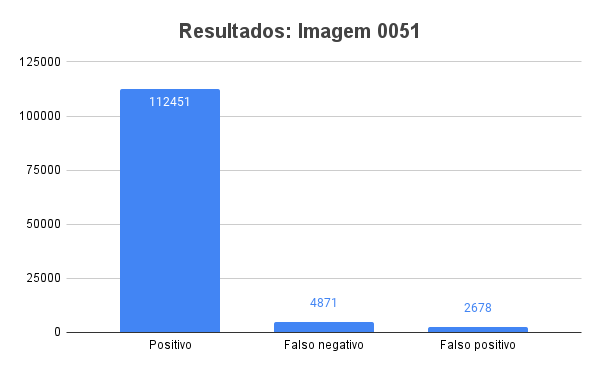 Resultados: Imagem 0051
125000
100000
75000
50000
25000
0
112451
4871
2678
Positivo
Falso negativo
Falso positivo